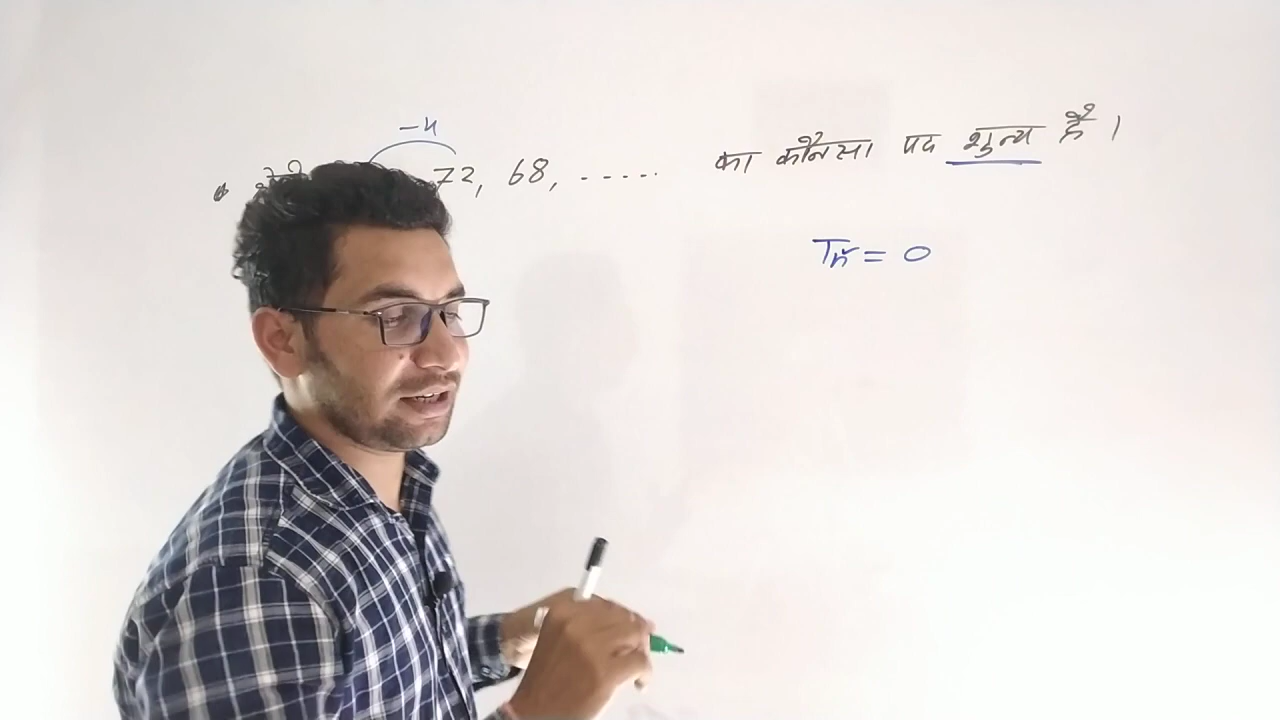 -4
72, 68, ..... का कौनसा पद शुन्य है ।
Tn = 0